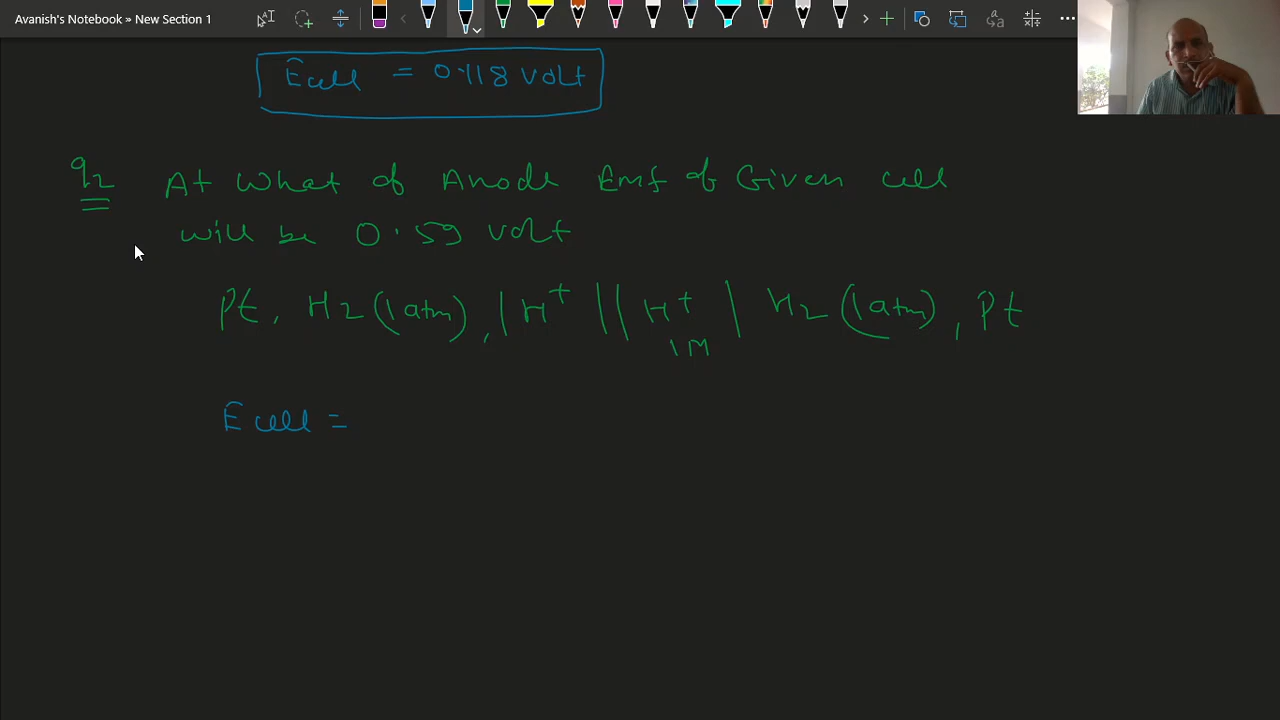 Avanish's Notebook » New Section 1
Ecell = 0.118 volt
q2 At What of Anode Emf of Given cell
will be 0.59 volt
Pt, H2(1atm), | H+ || H+ | H2(1atm), Pt
1M
Ecell =